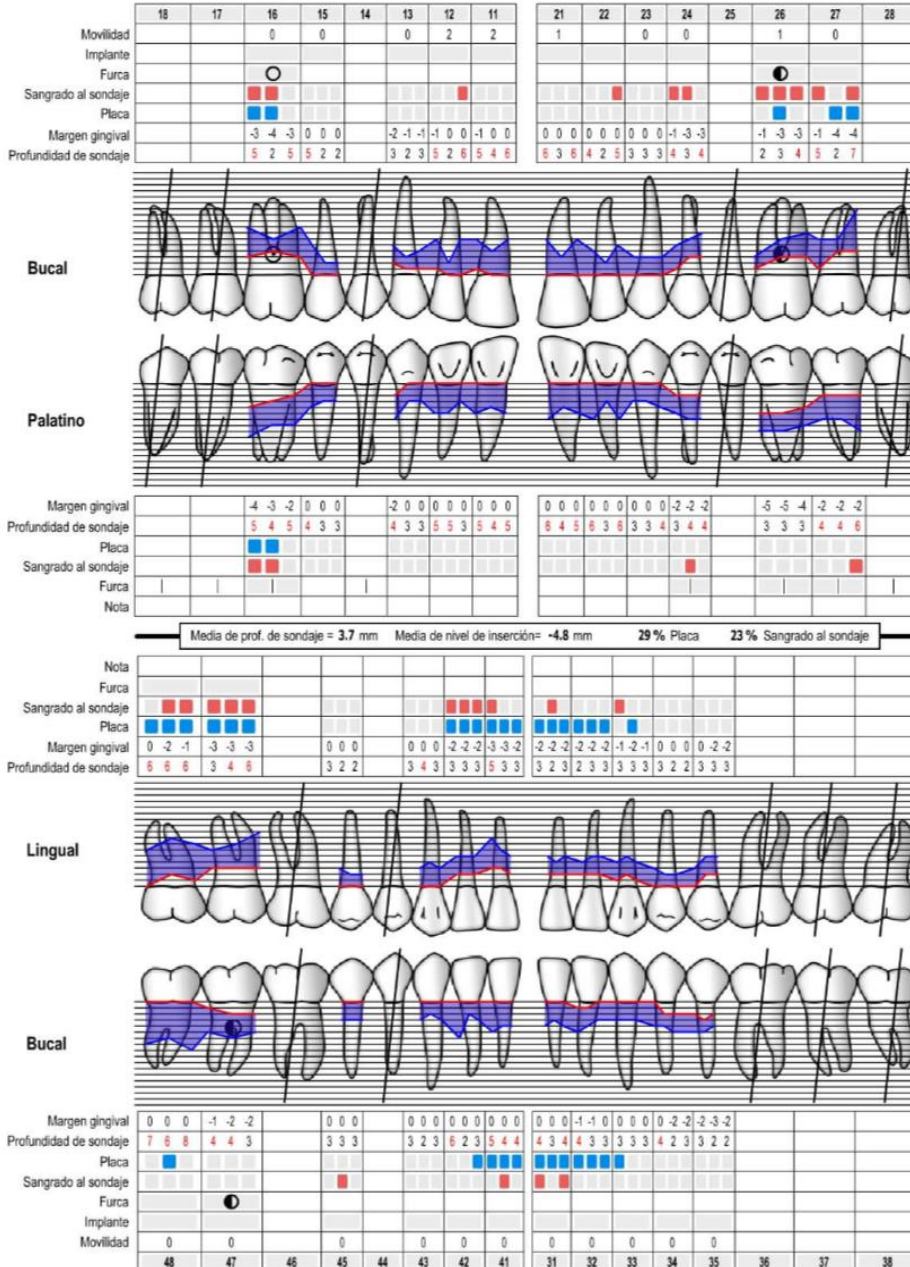 18 17 16 15 14 13 12 11 21 22 23 24 25 26 27 28
Movilidad 0 0 0 2 2 1 0 0 1 0
Implante
Furca
Sangrado al sondaje
Placa
Margen gingival -3 -4 -3 0 0 0 -2 -1 -1 -1 0 0 -1 0 0 0 0 0 0 0 0 0 0 0 -1 -3 -3 -1 -3 -3 -1 -4 -4
Profundidad de sondaje 5 2 5 5 2 2 3 2 3 5 2 6 5 4 6 6 3 6 4 2 5 3 3 3 4 3 4 2 3 4 5 2 7
Bucal
Palatino
Margen gingival -4 -3 -2 0 0 0 -2 0 0 0 0 0 0 0 0 0 0 0 0 0 0 0 0 0 -2 -2 -2 -5 -5 -4 -2 -2 -2
Profundidad de sondaje 5 4 5 4 3 3 4 3 3 5 5 3 5 4 5 6 4 5 6 3 6 3 3 4 3 4 4 3 3 3 4 4 6
Placa
Sangrado al sondaje
Furca
Nota
Media de prof. de sondaje = 3.7 mm Media de nivel de inserción= -4.8 mm 29 % Placa 23 % Sangrado al sondaje
Nota
Furca
Sangrado al sondaje
Placa
Margen gingival 0 -2 -1 -3 -3 -3 0 0 0 0 0 0 -2 -2 -2 -3 -3 -2 -2 -2 -2 -2 -2 -2 -1 -2 -1 0 0 0 0 -2 -2
Profundidad de sondaje 6 6 6 3 4 6 3 2 2 3 4 3 3 3 3 5 3 3 3 2 3 2 3 3 3 3 3 3 2 2 3 3 3
Lingual
Bucal
Margen gingival 0 0 0 -1 -2 -2 0 0 0 0 0 0 0 0 0 0 0 0 0 0 0 -1 -1 0 0 0 0 0 -2 -2 -2 -3 -2
Profundidad de sondaje 7 6 8 4 4 3 3 3 3 3 2 3 6 2 3 5 4 4 4 3 4 4 3 3 3 3 3 4 2 3 3 2 2
Placa
Sangrado al sondaje
Furca
Implante
Movilidad 0 0 0 0 0 0 0 0 0 0 0
48 47 46 45 44 43 42 41 31 32 33 34 35 36 37 38